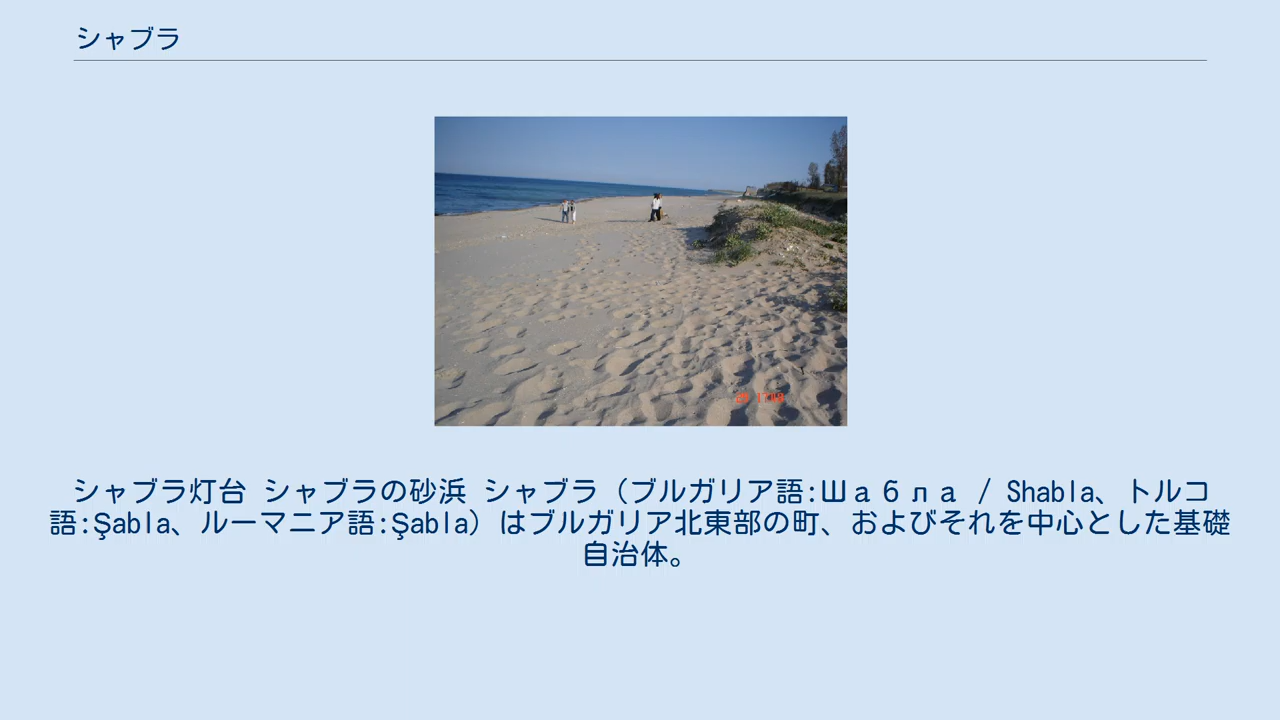 シャブラ
シャブラ灯台 シャブラの砂浜 シャブラ（ブルガリア語:Шабла / Shabla、トルコ
語:Şabla、ルーマニア語:Şabla）はブルガリア北東部の町、およびそれを中心とした基礎
自治体。